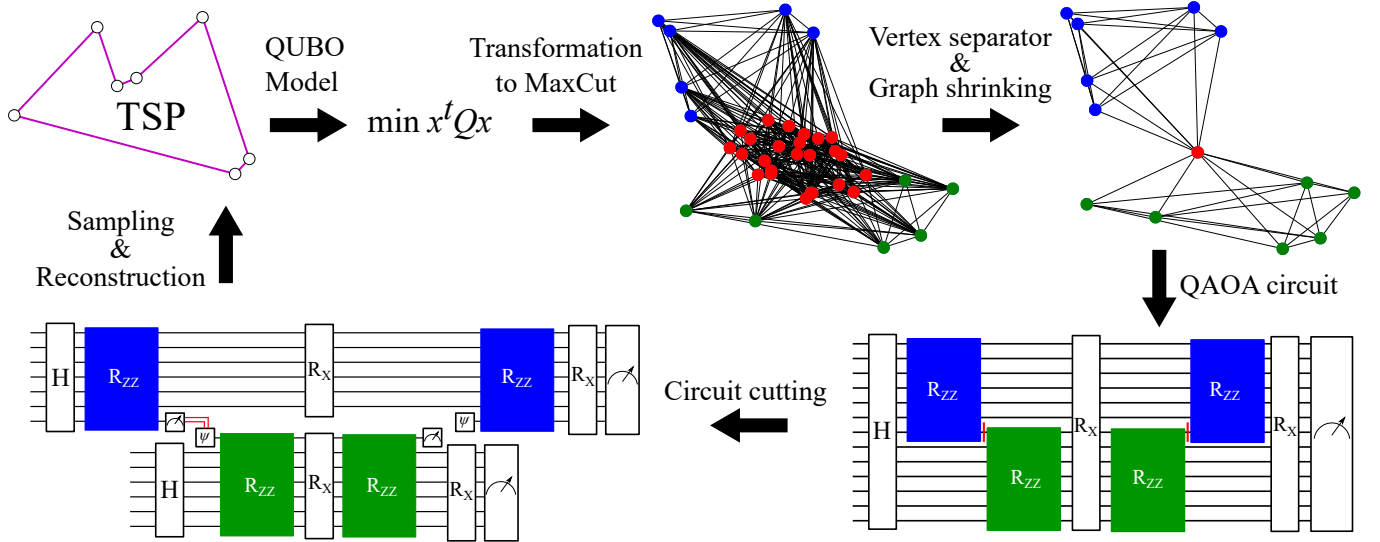 TSP
QUBO
Model
min x^t Qx
Transformation
to MaxCut
Vertex separator
&
Graph shrinking
QAOA circuit
H
R_ZZ
R_ZZ
R_X
R_ZZ
R_ZZ
R_X
Circuit cutting
H
R_ZZ
R_X
R_ZZ
R_X
ψ
ψ
H
R_ZZ
R_X
R_ZZ
R_X
Sampling
&
Reconstruction